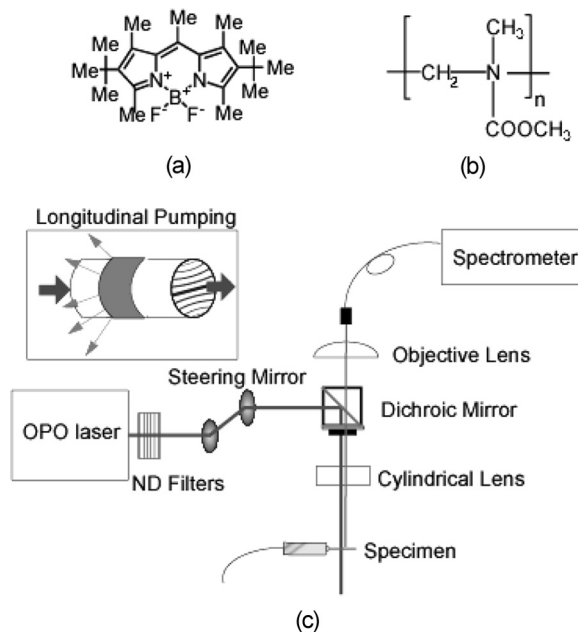 Me
Me Me
Me Me
Me N+ N Me
Me Me B+ Me Me
F- F-
(a)
CH3
CH2 N
n
COOCH3
(b)
Longitudinal Pumping
Spectrometer
Objective Lens
Steering Mirror
Dichroic Mirror
OPO laser
ND Filters
Cylindrical Lens
Specimen
(c)